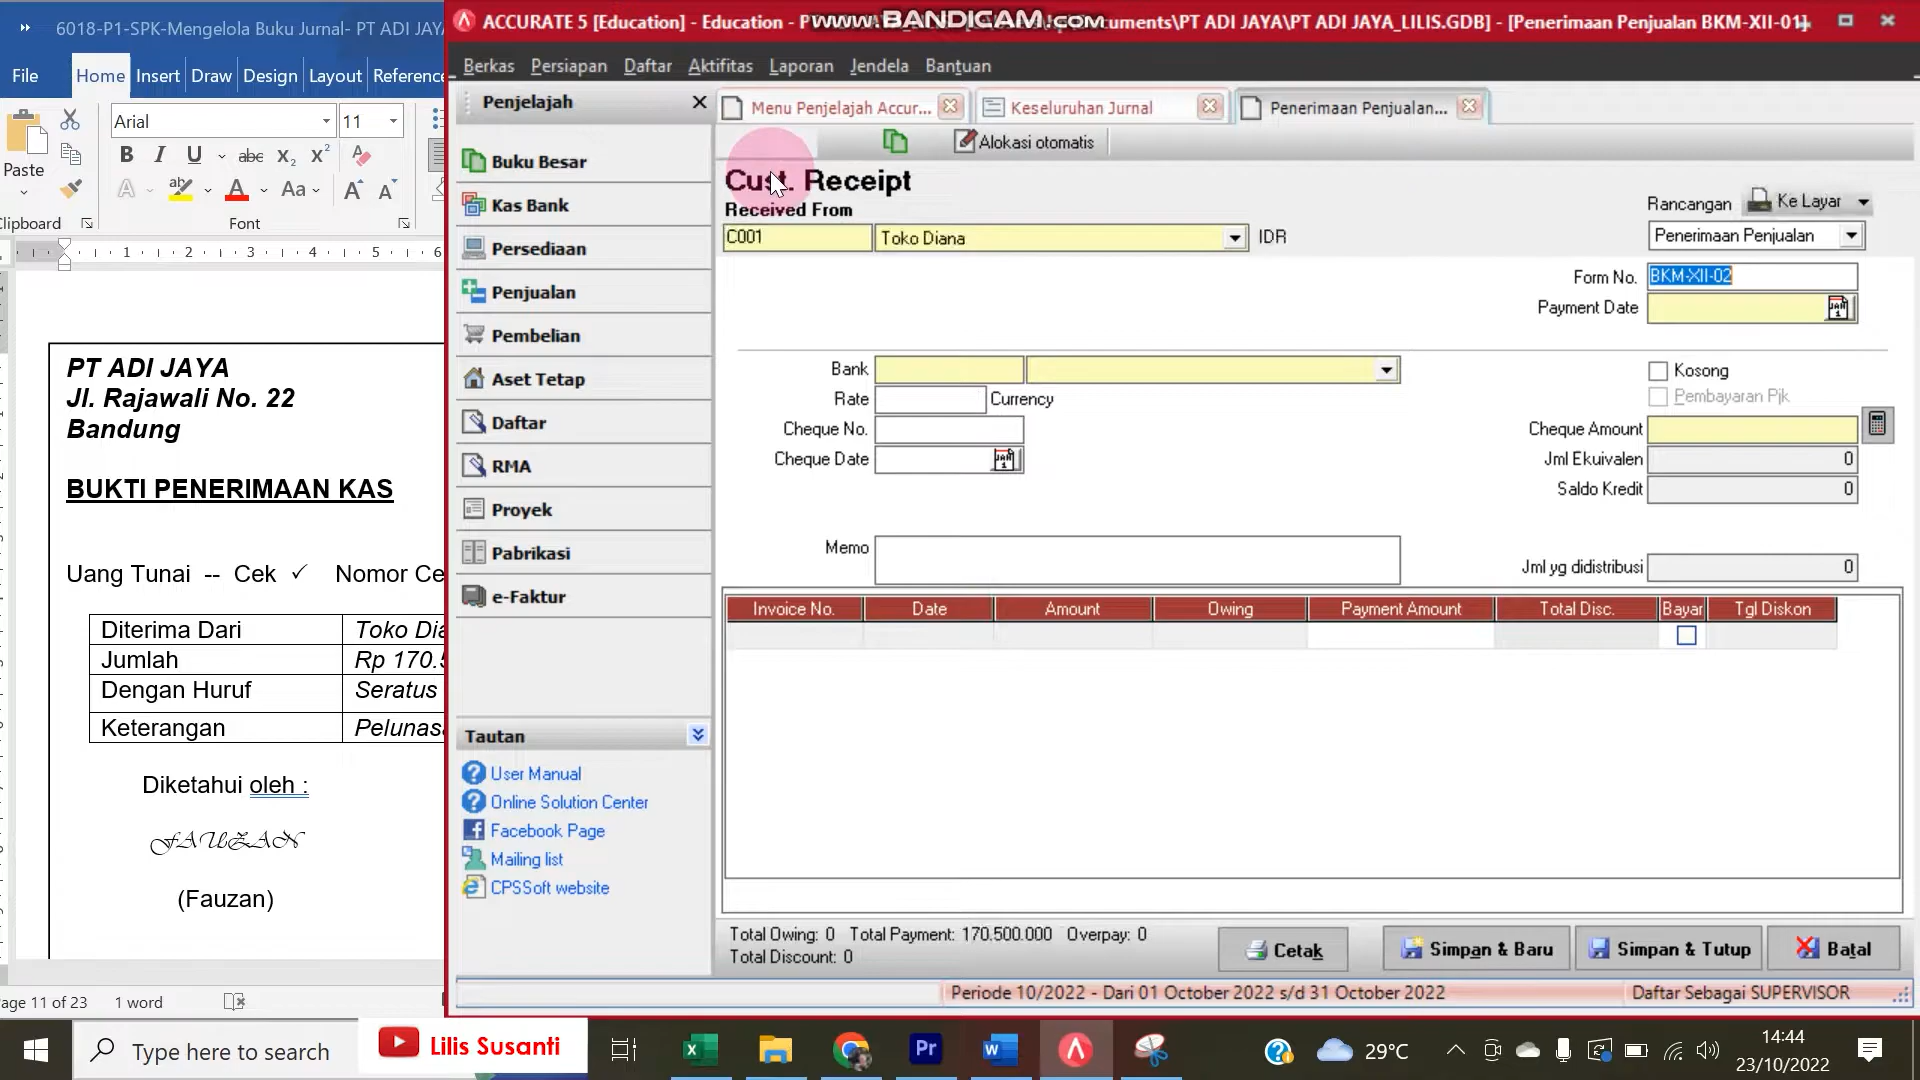 6018-P1-SPK-Mengelola Buku Jurnal- PT ADI JAYA
File Home Insert Draw Design Layout Reference
Arial 11
Paste
Clipboard
Font
PT ADI JAYA
Jl. Rajawali No. 22
Bandung
BUKTI PENERIMAAN KAS
Uang Tunai -- Cek ✓ Nomor Ce
Diterima Dari Toko Dia
Jumlah Rp 170.5
Dengan Huruf Seratus
Keterangan Pelunas
Diketahui oleh :
FAUZAN
(Fauzan)
age 11 of 23 1 word
ACCURATE 5 [Education] - Education - P
www.BANDICAM.com
uments\PT ADI JAYA\PT ADI JAYA_LILIS.GDB] - [Penerimaan Penjualan BKM-XII-01]
Berkas Persiapan Daftar Aktifitas Laporan Jendela Bantuan
Penjelajah
Menu Penjelajah Accur... Keseluruhan Jurnal Penerimaan Penjualan...
Buku Besar
Kas Bank
Persediaan
Penjualan
Pembelian
Aset Tetap
Daftar
RMA
Proyek
Pabrikasi
e-Faktur
Tautan
User Manual
Online Solution Center
Facebook Page
Mailing list
CPSSoft website
Alokasi otomatis
Cust. Receipt
Received From
C001 Toko Diana IDR
Rancangan Ke Layar
Penerimaan Penjualan
Form No. BKM-XII-02
Payment Date
Bank
Rate Currency
Cheque No.
Cheque Date
Memo
Kosong
Pembayaran Pjk
Cheque Amount
Jml Ekuivalen 0
Saldo Kredit 0
Jml yg didistribusi 0
Invoice No. Date Amount Owing Payment Amount Total Disc. Bayar Tgl Diskon
Total Owing: 0 Total Payment: 170.500.000 Overpay: 0
Total Discount: 0
Cetak Simpan & Baru Simpan & Tutup Batal
Periode 10/2022 - Dari 01 October 2022 s/d 31 October 2022 Daftar Sebagai SUPERVISOR
Type here to search
Lilis Susanti
29°C
14:44
23/10/2022